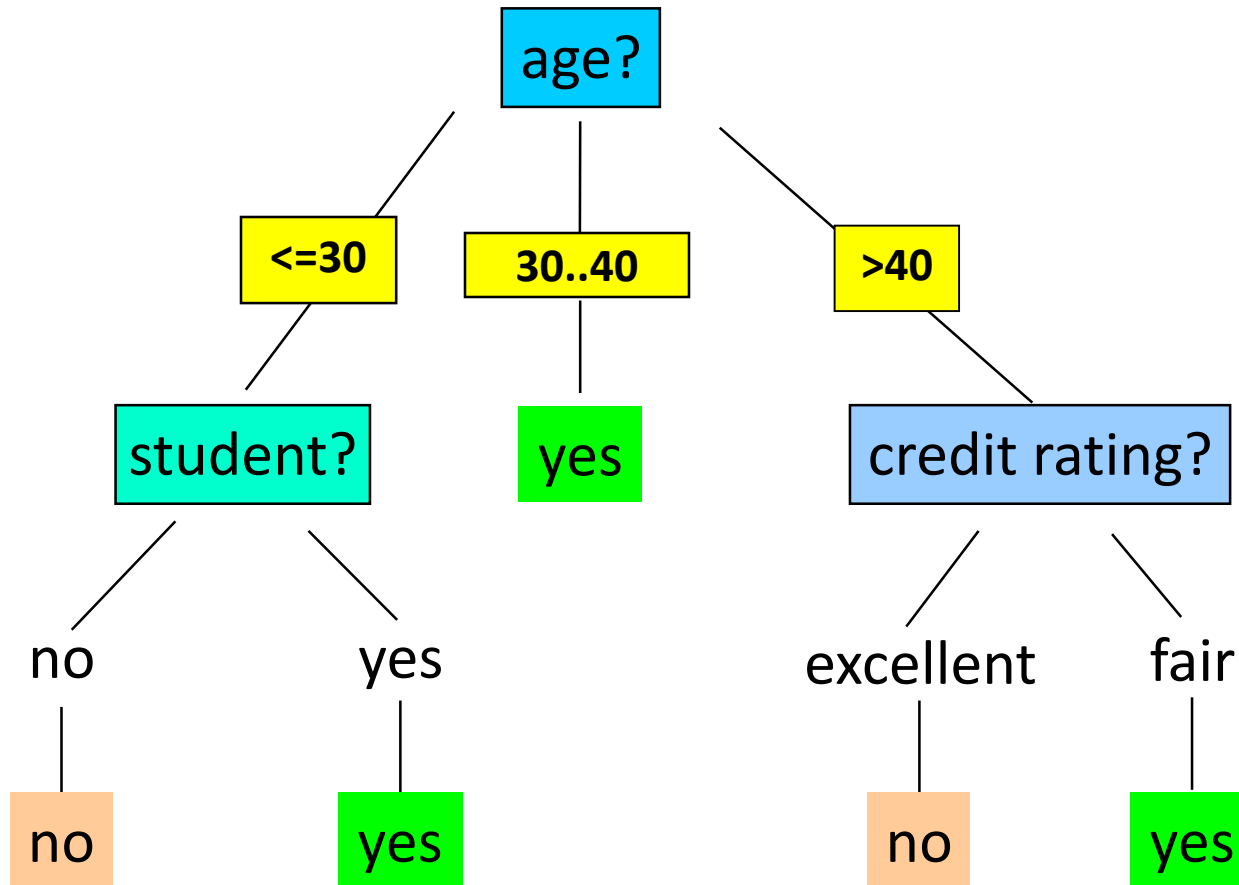 age?
<=30
30..40
>40
student?
yes
credit rating?
no
yes
excellent
fair
no
yes
no
yes